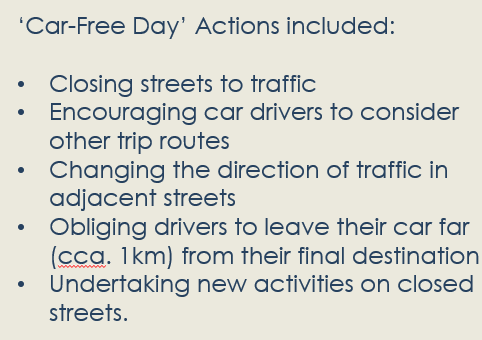 ‘Car-Free Day’ Actions included:
• Closing streets to traffic
• Encouraging car drivers to consider
other trip routes
• Changing the direction of traffic in
adjacent streets
• Obliging drivers to leave their car far
(cca. 1km) from their final destination
• Undertaking new activities on closed
streets.